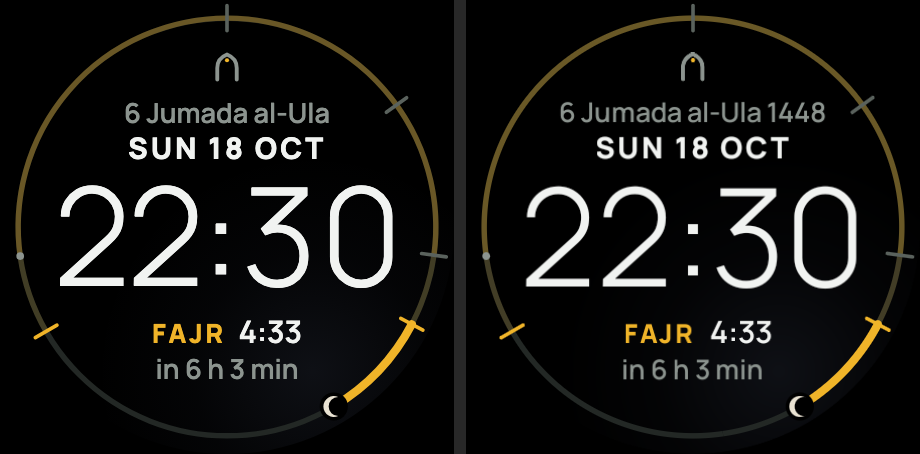 6 Jumada al-Ula
SUN 18 OCT
22:30
FAJR 4:33
in 6 h 3 min
6 Jumada al-Ula 1448
SUN 18 OCT
22:30
FAJR 4:33
in 6 h 3 min